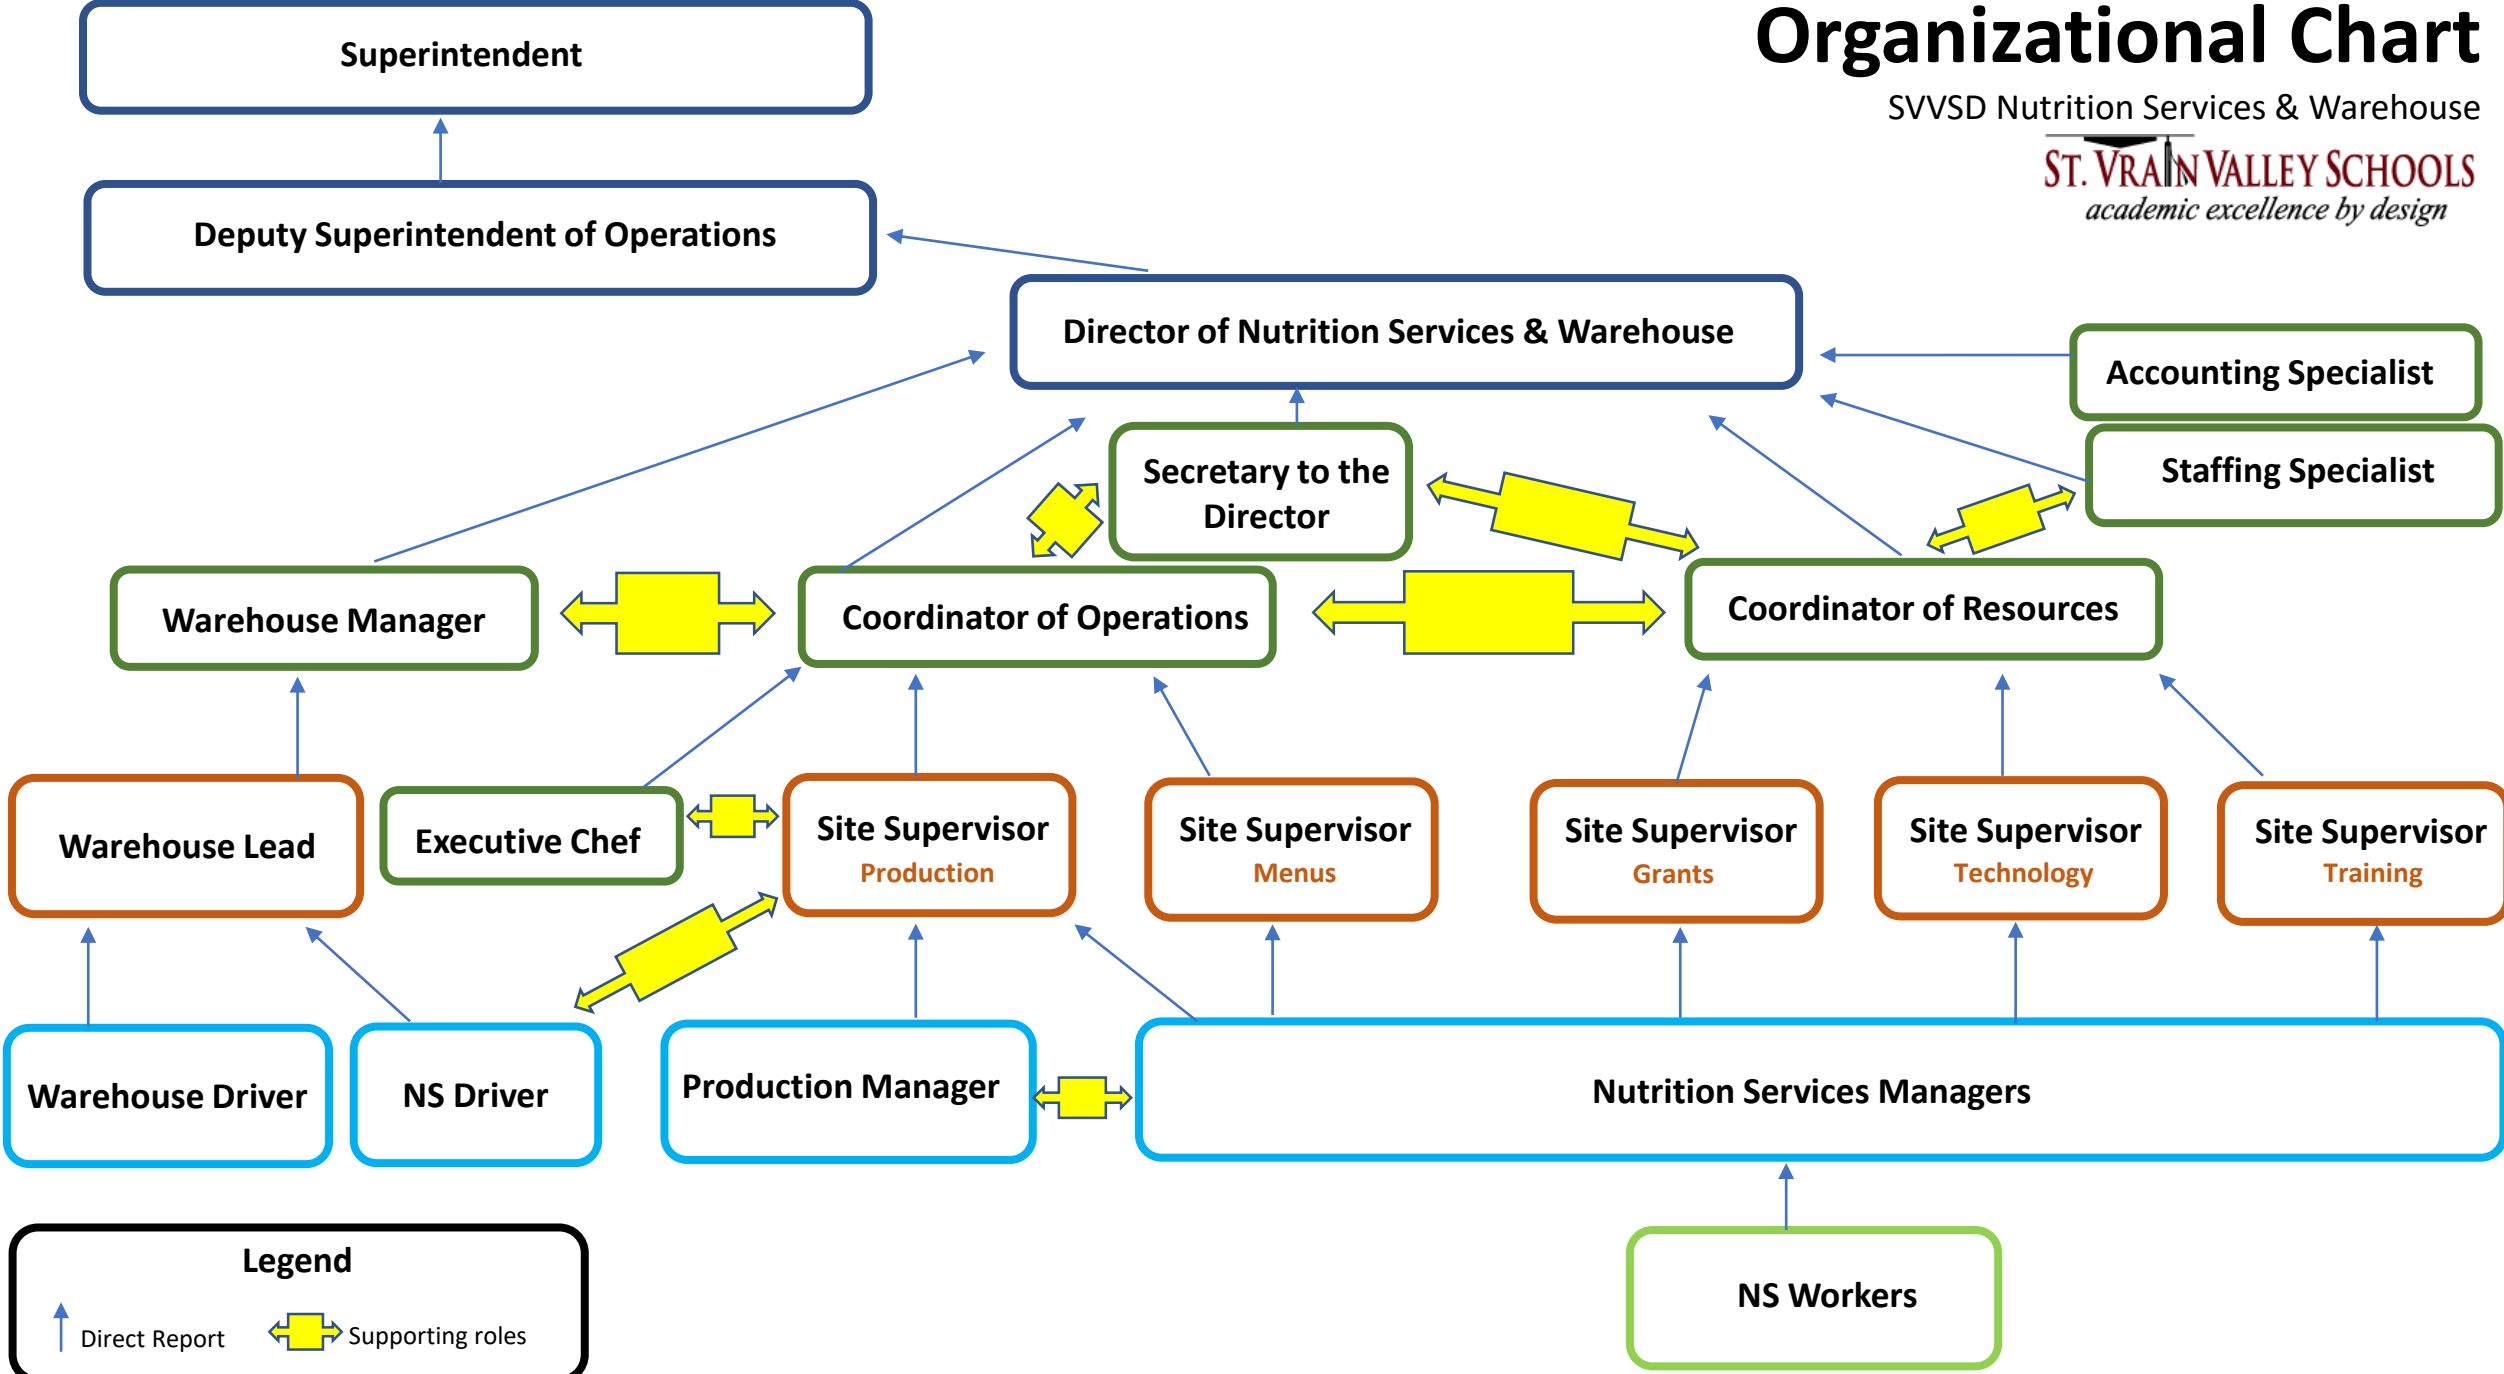 Organizational Chart
SVVSD Nutrition Services & Warehouse
ST. VRAIN VALLEY SCHOOLS
academic excellence by design
Superintendent
Deputy Superintendent of Operations
Director of Nutrition Services & Warehouse
Accounting Specialist
Staffing Specialist
Secretary to the
Director
Warehouse Manager
Coordinator of Operations
Coordinator of Resources
Warehouse Lead
Executive Chef
Site Supervisor
Production
Site Supervisor
Menus
Site Supervisor
Grants
Site Supervisor
Technology
Site Supervisor
Training
Warehouse Driver
NS Driver
Production Manager
Nutrition Services Managers
NS Workers
Legend
Direct Report
Supporting roles